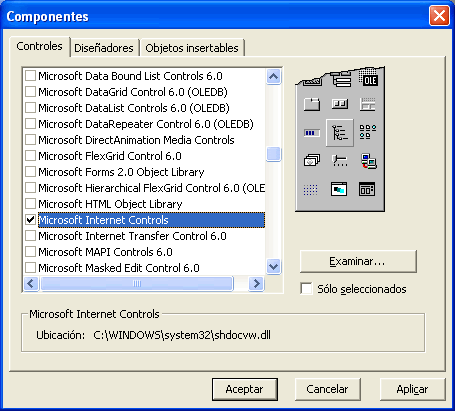 Componentes
Controles Diseñadores Objetos insertables
Microsoft Data Bound List Controls 6.0
Microsoft DataGrid Control 6.0 (OLEDB)
Microsoft DataList Controls 6.0 (OLEDB)
Microsoft DataRepeater Control 6.0 (OLEDB)
Microsoft DirectAnimation Media Controls
Microsoft FlexGrid Control 6.0
Microsoft Forms 2.0 Object Library
Microsoft Hierarchical FlexGrid Control 6.0 (OLE
Microsoft HTML Object Library
Microsoft Internet Controls
Microsoft Internet Transfer Control 6.0
Microsoft MAPI Controls 6.0
Microsoft Masked Edit Control 6.0
OLE
Examinar...
Sólo seleccionados
Microsoft Internet Controls
Ubicación: C:\WINDOWS\system32\shdocvw.dll
Aceptar Cancelar Aplicar